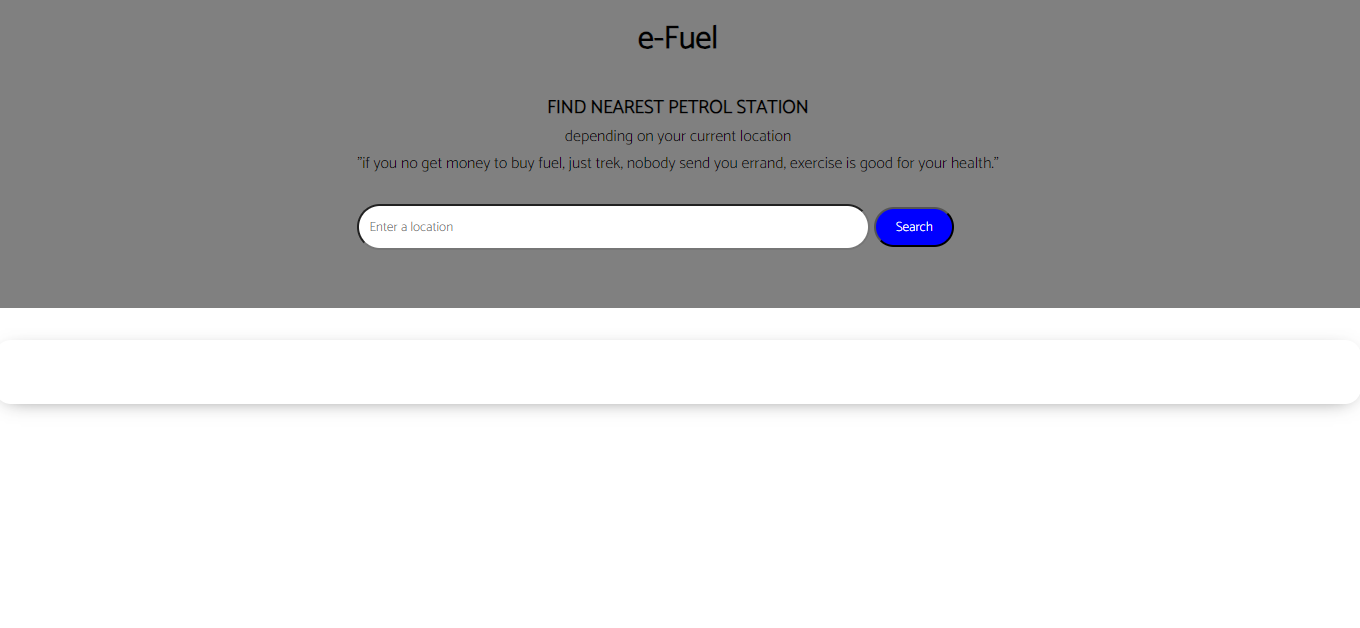 e-Fuel
FIND NEAREST PETROL STATION
depending on your current location
"if you no get money to buy fuel, just trek, nobody send you errand, exercise is good for your health."
Enter a location
Search